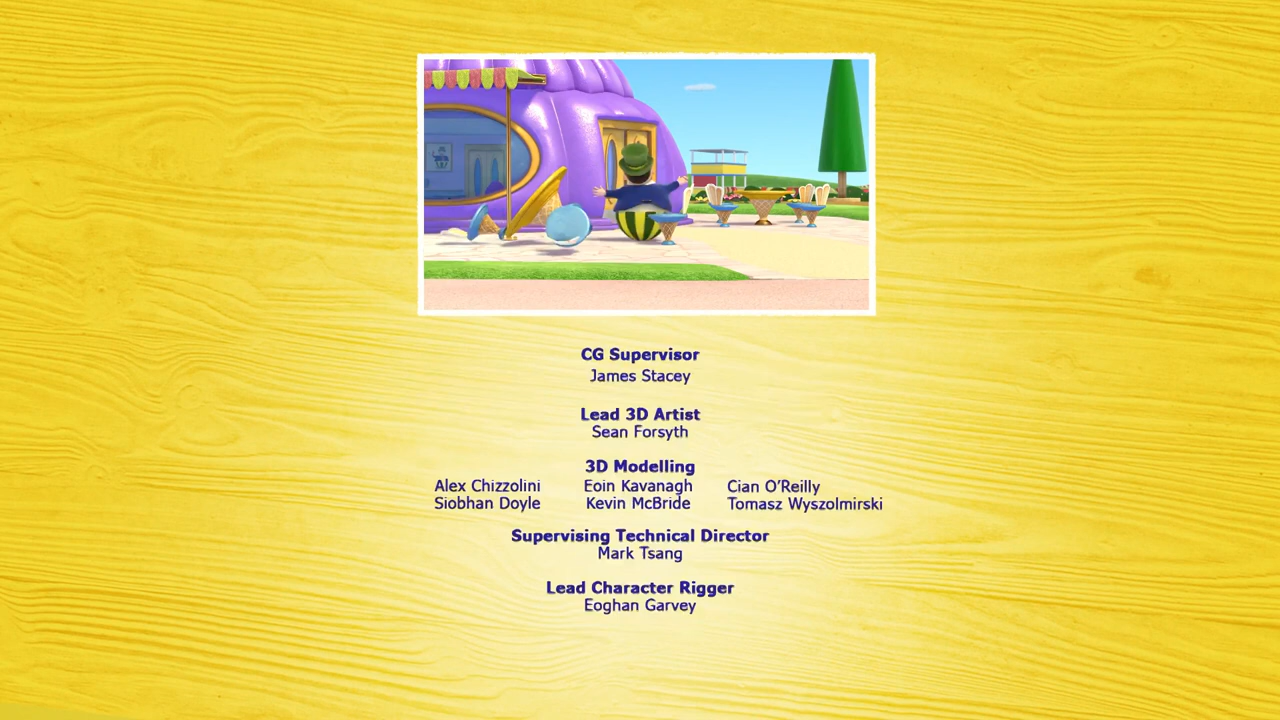 CG Supervisor
James Stacey
Lead 3D Artist
Sean Forsyth
3D Modelling
Alex Chizzolini Eoin Kavanagh Cian O'Reilly
Siobhan Doyle Kevin McBride Tomasz Wyszolmirski
Supervising Technical Director
Mark Tsang
Lead Character Rigger
Eoghan Garvey